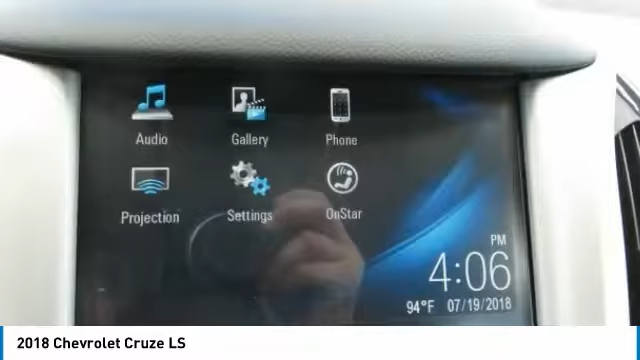 Audio
Gallery
Phone
Projection
Settings
OnStar
PM
4:06
94°F 07/19/2018
2018 Chevrolet Cruze LS